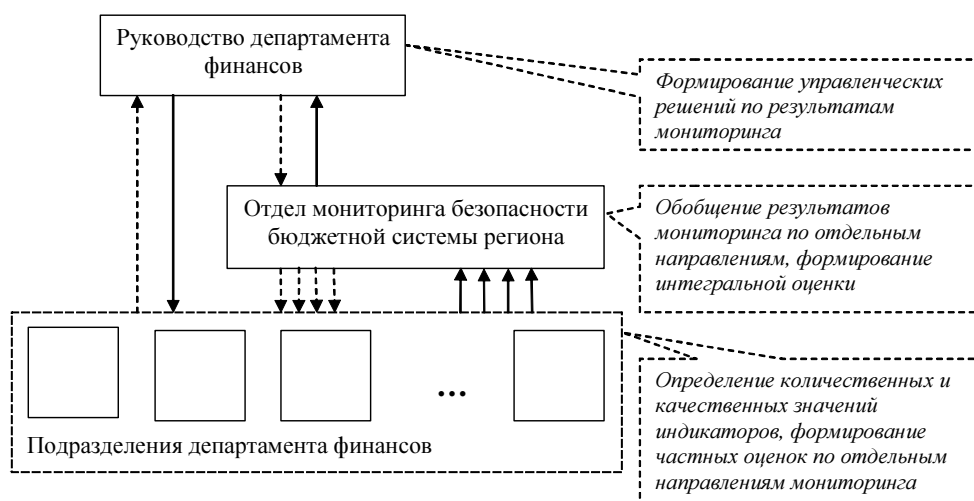 Руководство департамента
финансов
Формирование управленческих
решений по результатам
мониторинга
Отдел мониторинга безопасности
бюджетной системы региона
Обобщение результатов
мониторинга по отдельным
направлениям, формирование
интегральной оценки
...
Подразделения департамента финансов
Определение количественных и
качественных значений
индикаторов, формирование
частных оценок по отдельным
направлениям мониторинга